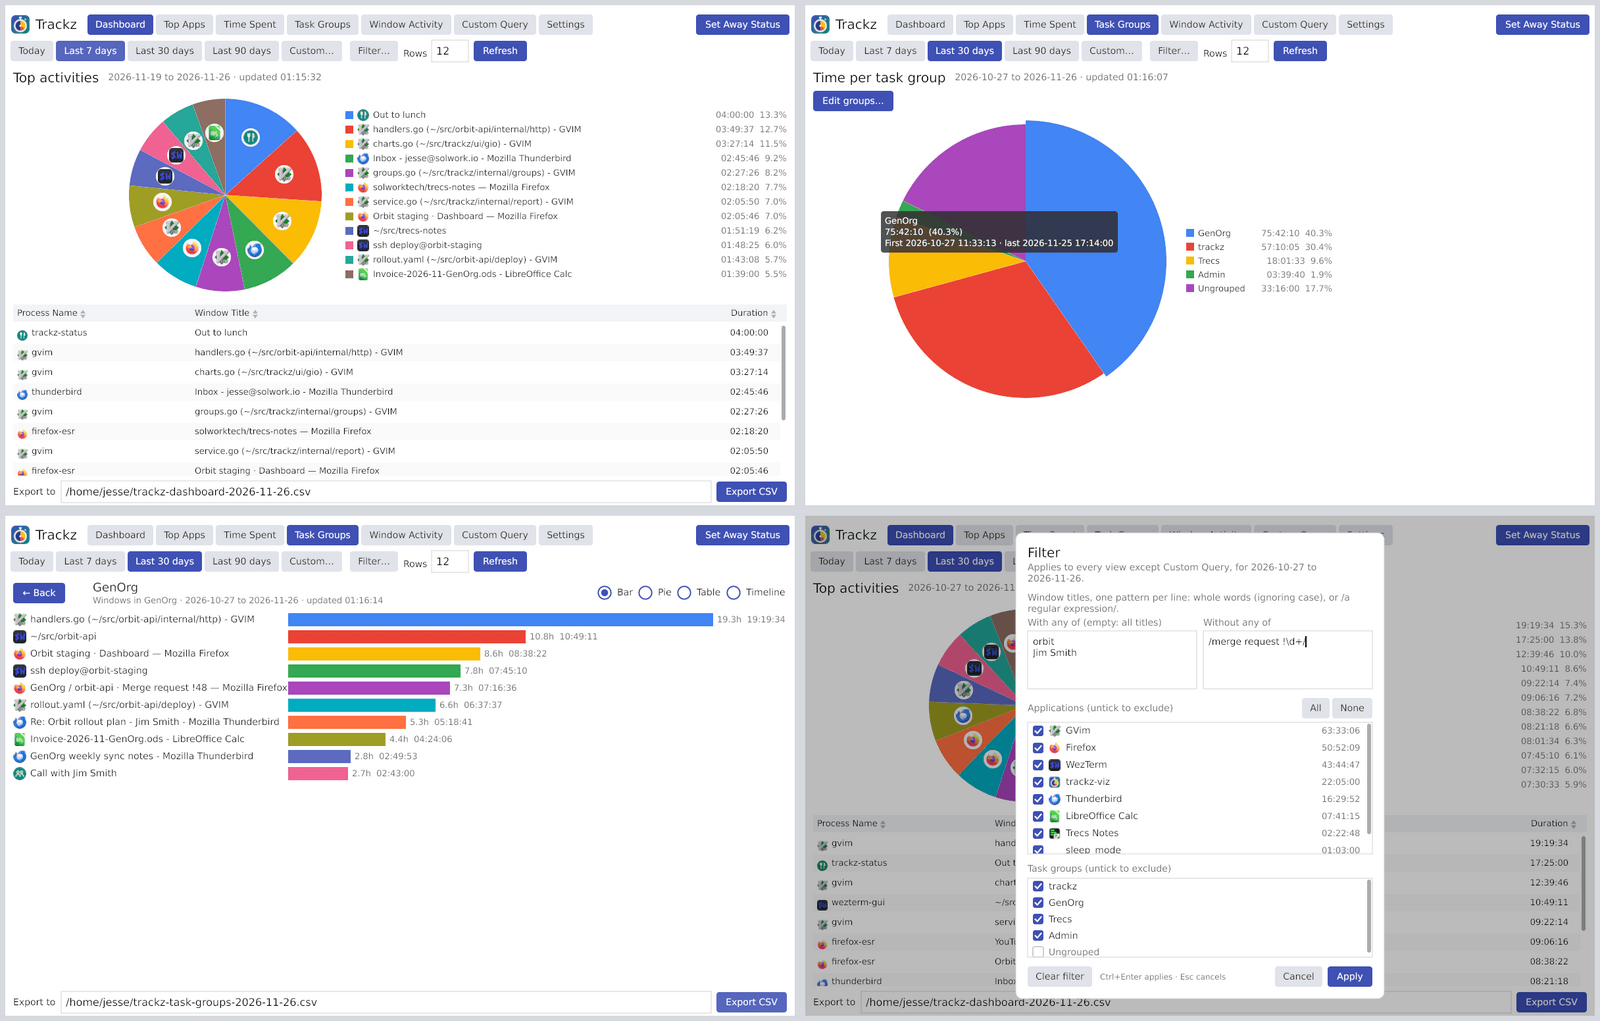 Trackz Dashboard Top Apps Time Spent Task Groups Window Activity Custom Query Settings Set Away Status
Today Last 7 days Last 30 days Last 90 days Custom... Filter... Rows 12 Refresh
Top activities 2026-11-19 to 2026-11-26 · updated 01:15:32
Out to lunch 04:00:00 13.3%
handlers.go (~/src/orbit-api/internal/http) - GVIM 03:49:37 12.7%
charts.go (~/src/trackz/ui/gio) - GVIM 03:27:14 11.5%
Inbox - jesse@solwork.io - Mozilla Thunderbird 02:45:46 9.2%
groups.go (~/src/trackz/internal/groups) - GVIM 02:27:26 8.2%
solworktech/trecs-notes — Mozilla Firefox 02:18:20 7.7%
service.go (~/src/trackz/internal/report) - GVIM 02:05:50 7.0%
Orbit staging · Dashboard — Mozilla Firefox 02:05:46 7.0%
~/src/trecs-notes 01:51:19 6.2%
ssh deploy@orbit-staging 01:48:25 6.0%
rollout.yaml (~/src/orbit-api/deploy) - GVIM 01:43:08 5.7%
Invoice-2026-11-GenOrg.ods - LibreOffice Calc 01:39:00 5.5%
Process Name Window Title Duration
trackz-status Out to lunch 04:00:00
gvim handlers.go (~/src/orbit-api/internal/http) - GVIM 03:49:37
gvim charts.go (~/src/trackz/ui/gio) - GVIM 03:27:14
thunderbird Inbox - jesse@solwork.io - Mozilla Thunderbird 02:45:46
gvim groups.go (~/src/trackz/internal/groups) - GVIM 02:27:26
firefox-esr solworktech/trecs-notes — Mozilla Firefox 02:18:20
gvim service.go (~/src/trackz/internal/report) - GVIM 02:05:50
firefox-esr Orbit staging · Dashboard — Mozilla Firefox 02:05:46
Export to /home/jesse/trackz-dashboard-2026-11-26.csv Export CSV
Trackz Dashboard Top Apps Time Spent Task Groups Window Activity Custom Query Settings Set Away Status
Today Last 7 days Last 30 days Last 90 days Custom... Filter... Rows 12 Refresh
Time per task group 2026-10-27 to 2026-11-26 · updated 01:16:07
Edit groups...
GenOrg
75:42:10 (40.3%)
First 2026-10-27 11:33:13 · last 2026-11-25 17:14:00
GenOrg 75:42:10 40.3%
trackz 57:10:05 30.4%
Trecs 18:01:33 9.6%
Admin 03:39:40 1.9%
Ungrouped 33:16:00 17.7%
Trackz Dashboard Top Apps Time Spent Task Groups Window Activity Custom Query Settings Set Away Status
Today Last 7 days Last 30 days Last 90 days Custom... Filter... Rows 12 Refresh
← Back GenOrg Bar Pie Table Timeline
Windows in GenOrg · 2026-10-27 to 2026-11-26 · updated 01:16:14
handlers.go (~/src/orbit-api/internal/http) - GVIM 19.3h 19:19:34
~/src/orbit-api 10.8h 10:49:11
Orbit staging · Dashboard — Mozilla Firefox 8.6h 08:38:22
ssh deploy@orbit-staging 7.8h 07:45:10
GenOrg / orbit-api · Merge request !48 — Mozilla Firefox 7.3h 07:16:36
rollout.yaml (~/src/orbit-api/deploy) - GVIM 6.6h 06:37:37
Re: Orbit rollout plan - Jim Smith - Mozilla Thunderbird 5.3h 05:18:41
Invoice-2026-11-GenOrg.ods - LibreOffice Calc 4.4h 04:24:06
GenOrg weekly sync notes - Mozilla Thunderbird 2.8h 02:49:53
Call with Jim Smith 2.7h 02:43:00
Export to /home/jesse/trackz-task-groups-2026-11-26.csv Export CSV
Trackz Dashboard Top Apps Set Away Status
Today Last 7 days Last 30 days
Top activities 2026-10-27 to 2026-11
19:19:34 15.3%
17:25:00 13.8%
12:39:46 10.0%
10:49:11 8.6%
09:22:14 7.4%
09:06:16 7.2%
08:38:22 6.8%
08:21:18 6.6%
08:01:34 6.3%
07:45:10 6.1%
07:32:15 6.0%
07:30:33 5.9%
Process Name Wind Duration
gvim hand 19:19:34
trackz-status Out t 17:25:00
gvim chart 12:39:46
wezterm-gui ~/src 10:49:11
gvim servi 09:22:14
firefox-esr YouTu 09:06:16
firefox-esr Orbit 08:38:22
thunderbird Inbox 08:21:18
Export to /home/jesse/trackz-dashboard-2026-11-26.csv Export CSV
Filter
Applies to every view except Custom Query, for 2026-10-27 to
2026-11-26.
Window titles, one pattern per line: whole words (ignoring case), or /a
regular expression/.
With any of (empty: all titles) Without any of
orbit /merge request !\d+/
Jim Smith
Applications (untick to exclude) All None
GVim 63:33:06
Firefox 50:52:09
WezTerm 43:44:47
trackz-viz 22:05:00
Thunderbird 16:29:52
LibreOffice Calc 07:41:15
Trecs Notes 02:22:48
sleep_mode 01:03:00
Task groups (untick to exclude)
trackz
GenOrg
Trecs
Admin
Ungrouped
Clear filter Ctrl+Enter applies · Esc cancels Cancel Apply